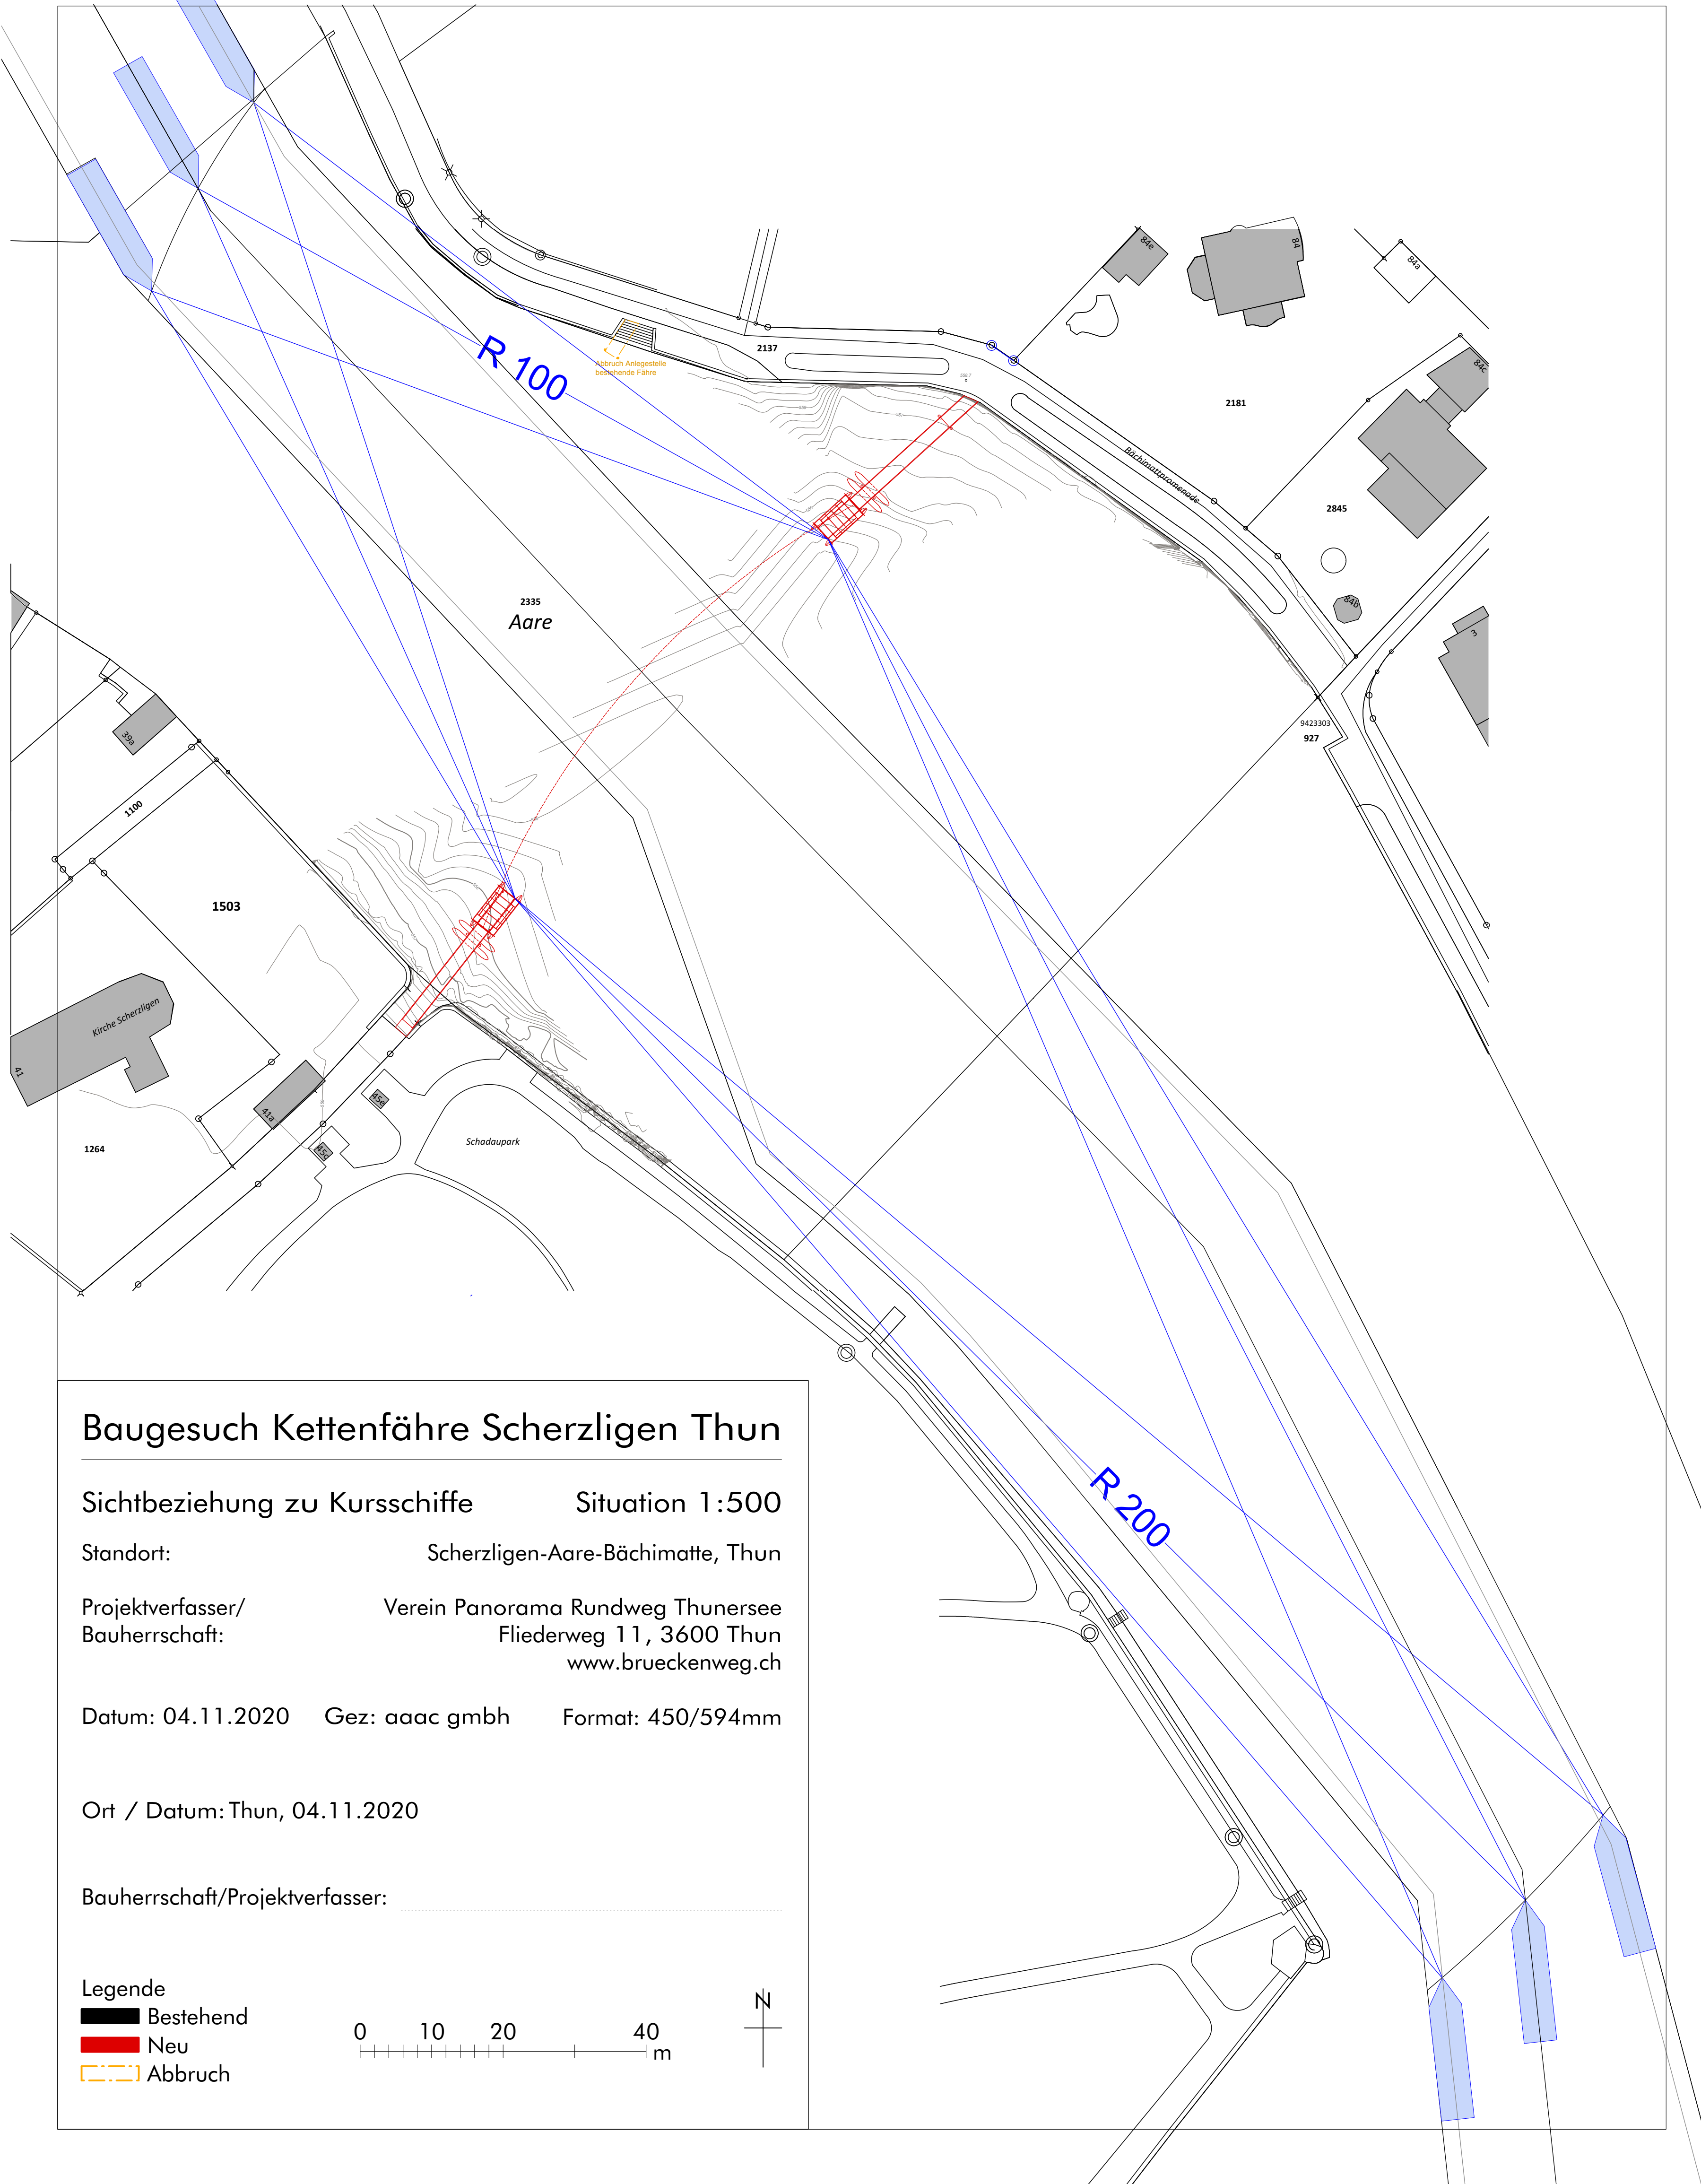 84e
84
84a
R 100
2137
Abbruch Anlegestelle
bestehende Fähre
84c
2181
Bächimattpromenade
2845
2335
Aare
84b
3
9423303
927
39a
1100
1503
Kirche Scherzligen
41
41a
45e
45c
Schadaupark
1264
R 200
Baugesuch Kettenfähre Scherzligen Thun
Sichtbeziehung zu Kursschiffe Situation 1:500
Standort: Scherzligen-Aare-Bächimatte, Thun
Projektverfasser/ Verein Panorama Rundweg Thunersee
Bauherrschaft: Fliederweg 11, 3600 Thun
www.brueckenweg.ch
Datum: 04.11.2020 Gez: aaac gmbh Format: 450/594mm
Ort / Datum: Thun, 04.11.2020
Bauherrschaft/Projektverfasser:
Legende
Bestehend
Neu
Abbruch
0 10 20 40
m
N